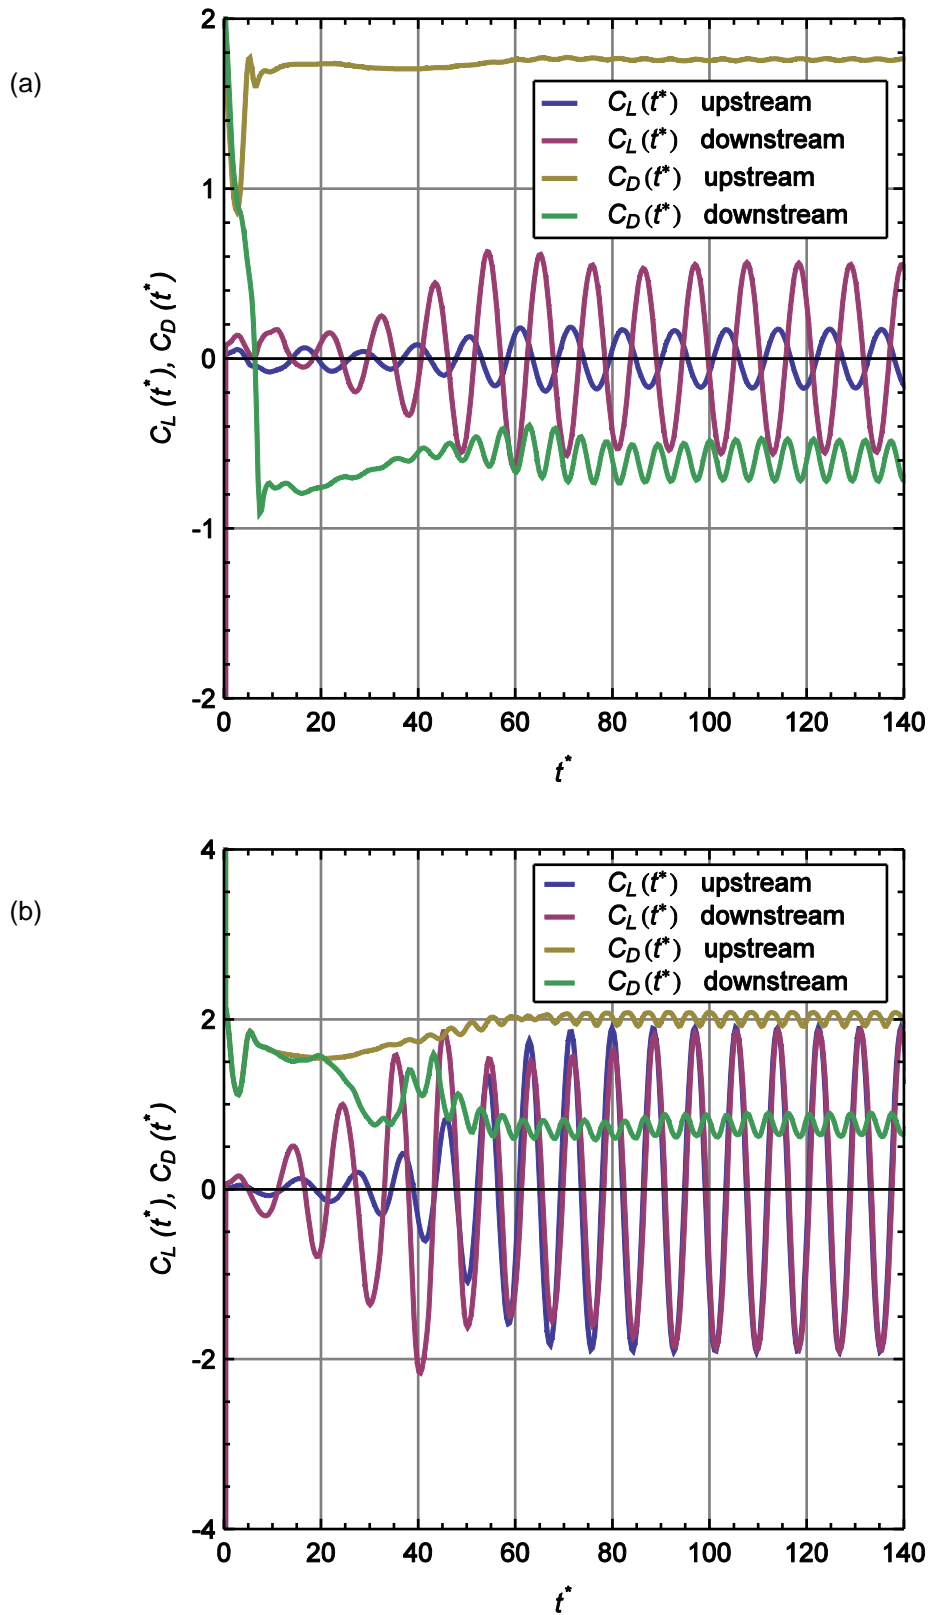 (a)
2
1
0
-1
-2
C_L(t*), C_D(t*)
C_L(t*) upstream
C_L(t*) downstream
C_D(t*) upstream
C_D(t*) downstream
0 20 40 60 80 100 120 140
t*
(b)
4
2
0
-2
-4
C_L(t*), C_D(t*)
C_L(t*) upstream
C_L(t*) downstream
C_D(t*) upstream
C_D(t*) downstream
0 20 40 60 80 100 120 140
t*